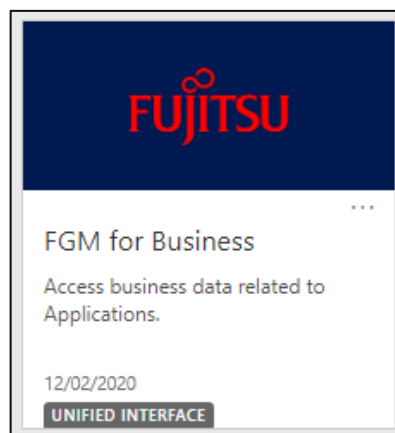 FUJITSU
...
FGM for Business
Access business data related to
Applications.
12/02/2020
UNIFIED INTERFACE